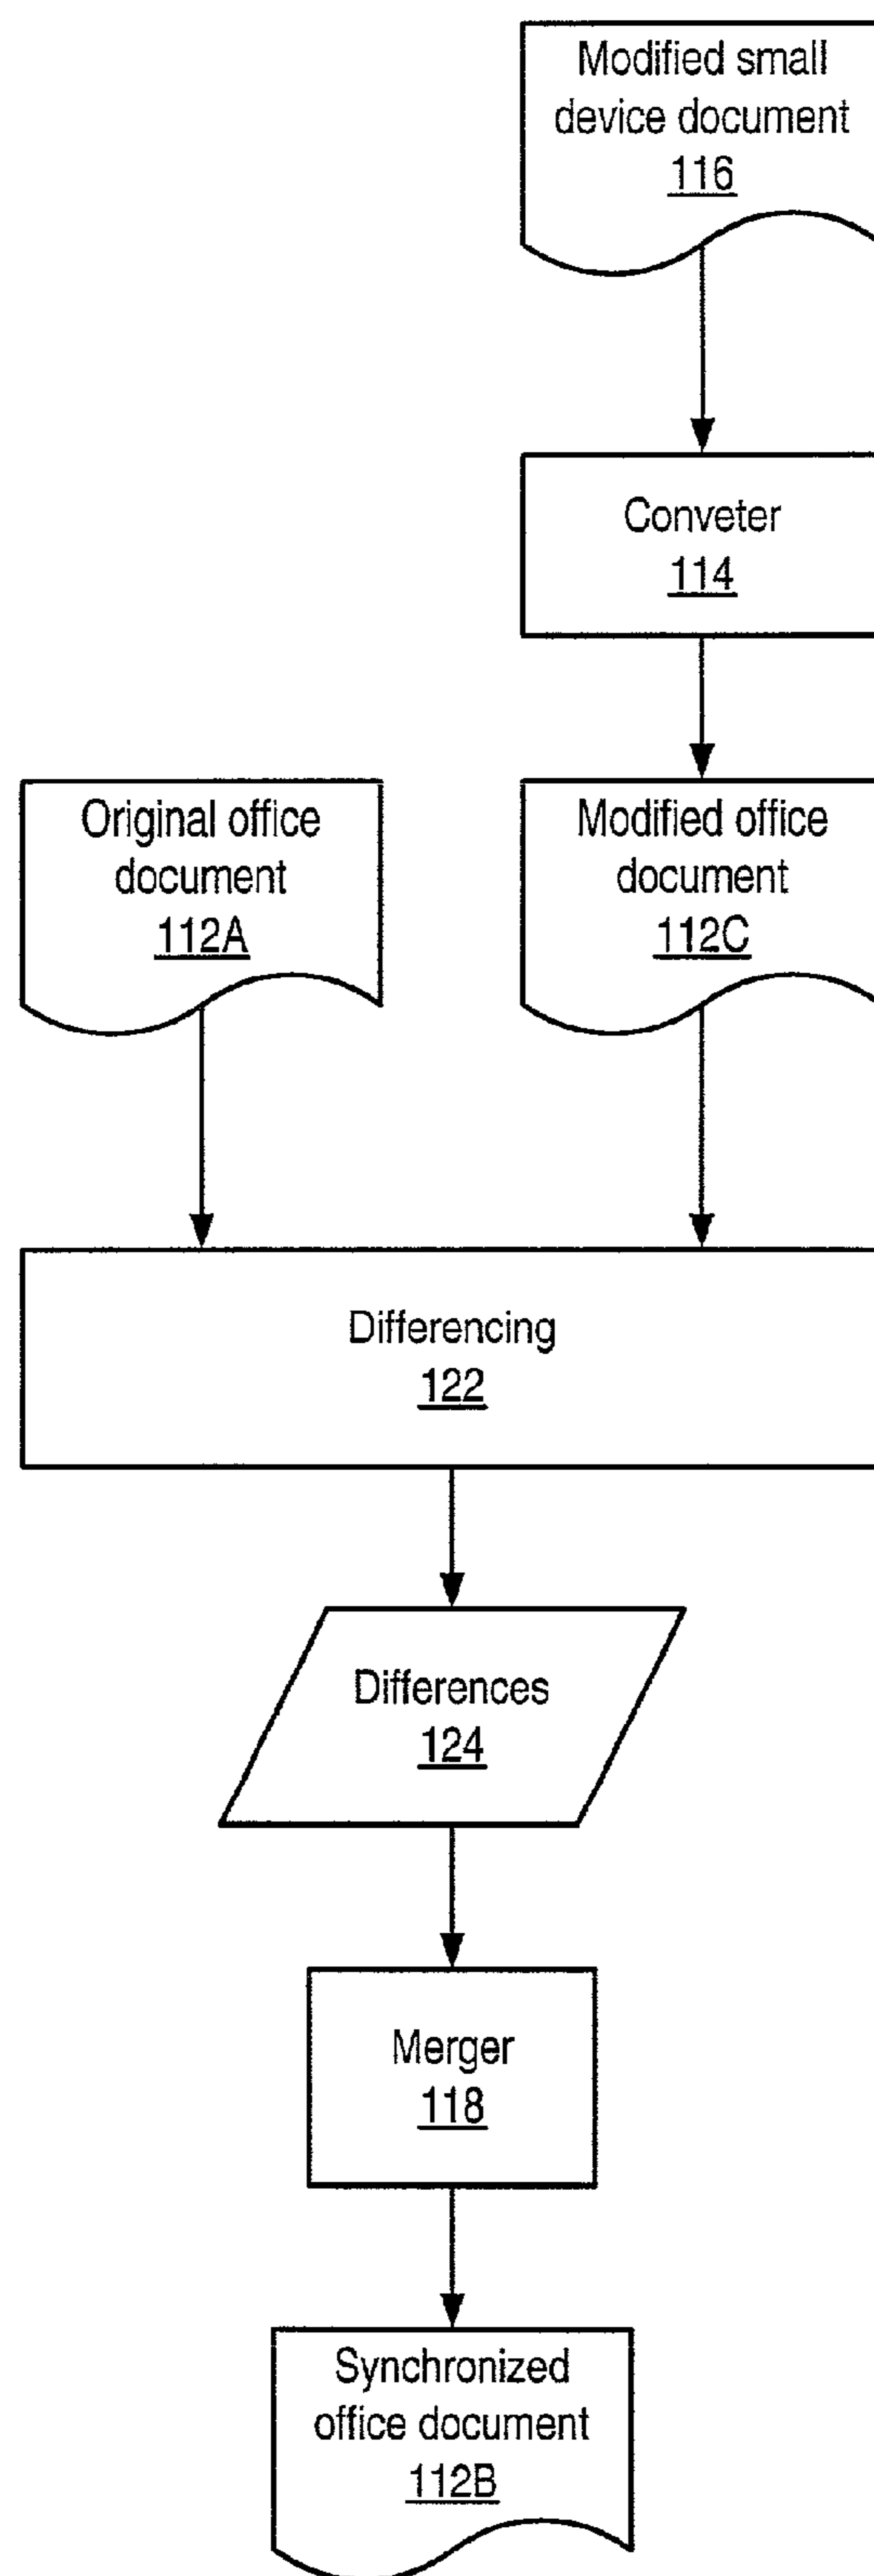 Modified small
device document
116
Conveter
114
Original office
document
112A
Modified office
document
112C
Differencing
122
Differences
124
Merger
118
Synchronized
office document
112B